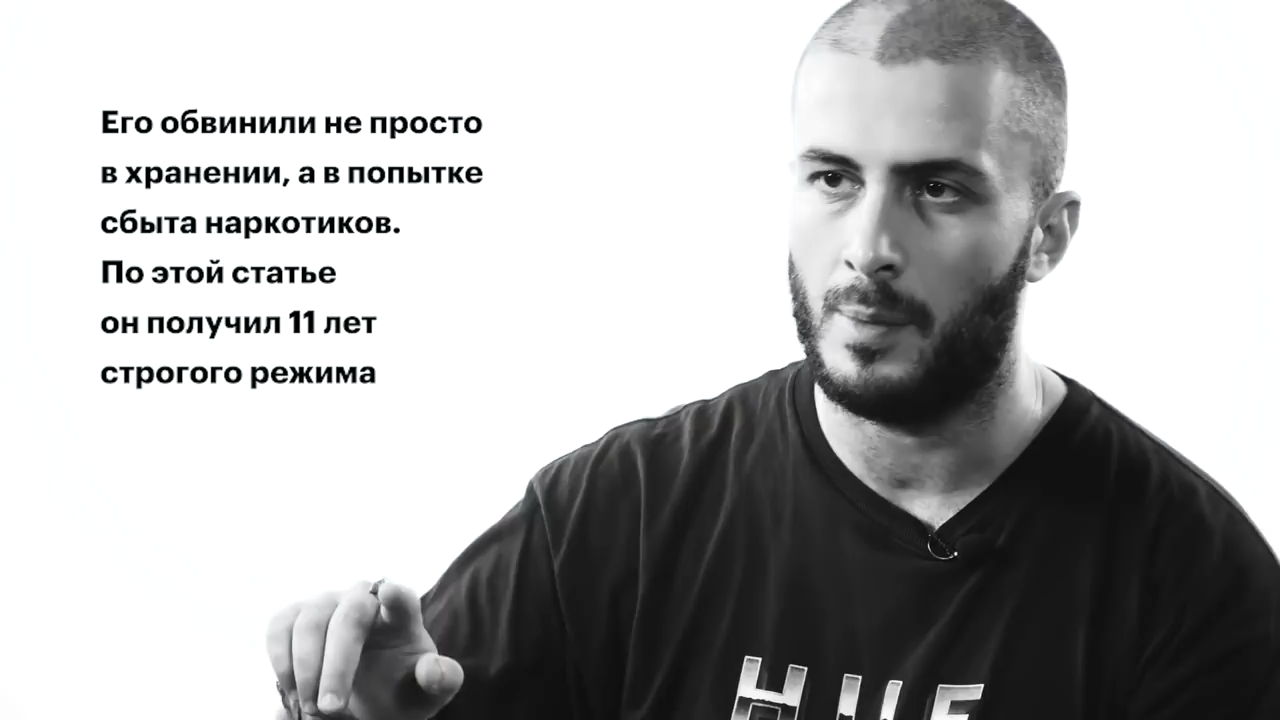 Его обвинили не просто
в хранении, а в попытке
сбыта наркотиков.
По этой статье
он получил 11 лет
строгого режима